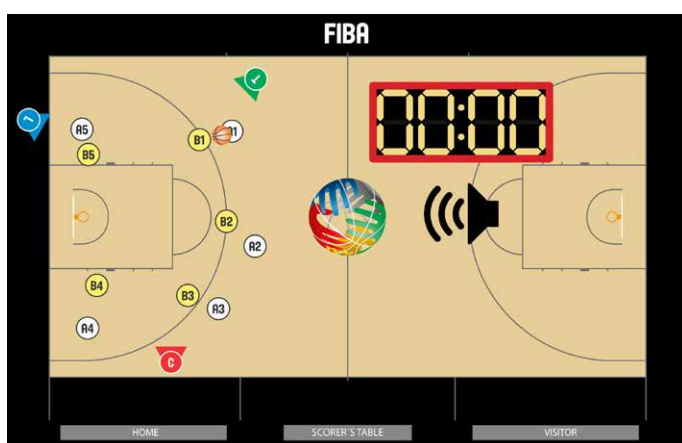 FIBA
00:00
T
L
A5
B1
A1
B5
B2
A2
B4
B3
A3
A4
C
HOME
SCORER'S TABLE
VISITOR